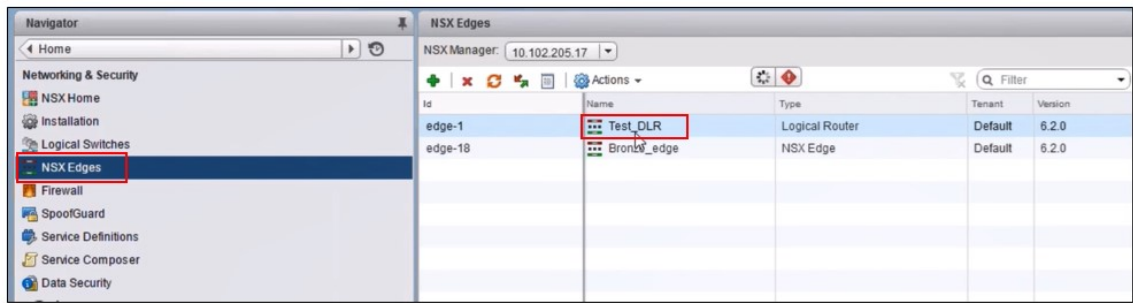 Navigator
Home
Networking & Security
NSX Home
Installation
Logical Switches
NSX Edges
Firewall
SpoofGuard
Service Definitions
Service Composer
Data Security
NSX Edges
NSX Manager: 10.102.205.17
Actions
Filter
Id Name Type Tenant Version
edge-1 Test_DLR Logical Router Default 6.2.0
edge-18 Bronze_edge NSX Edge Default 6.2.0